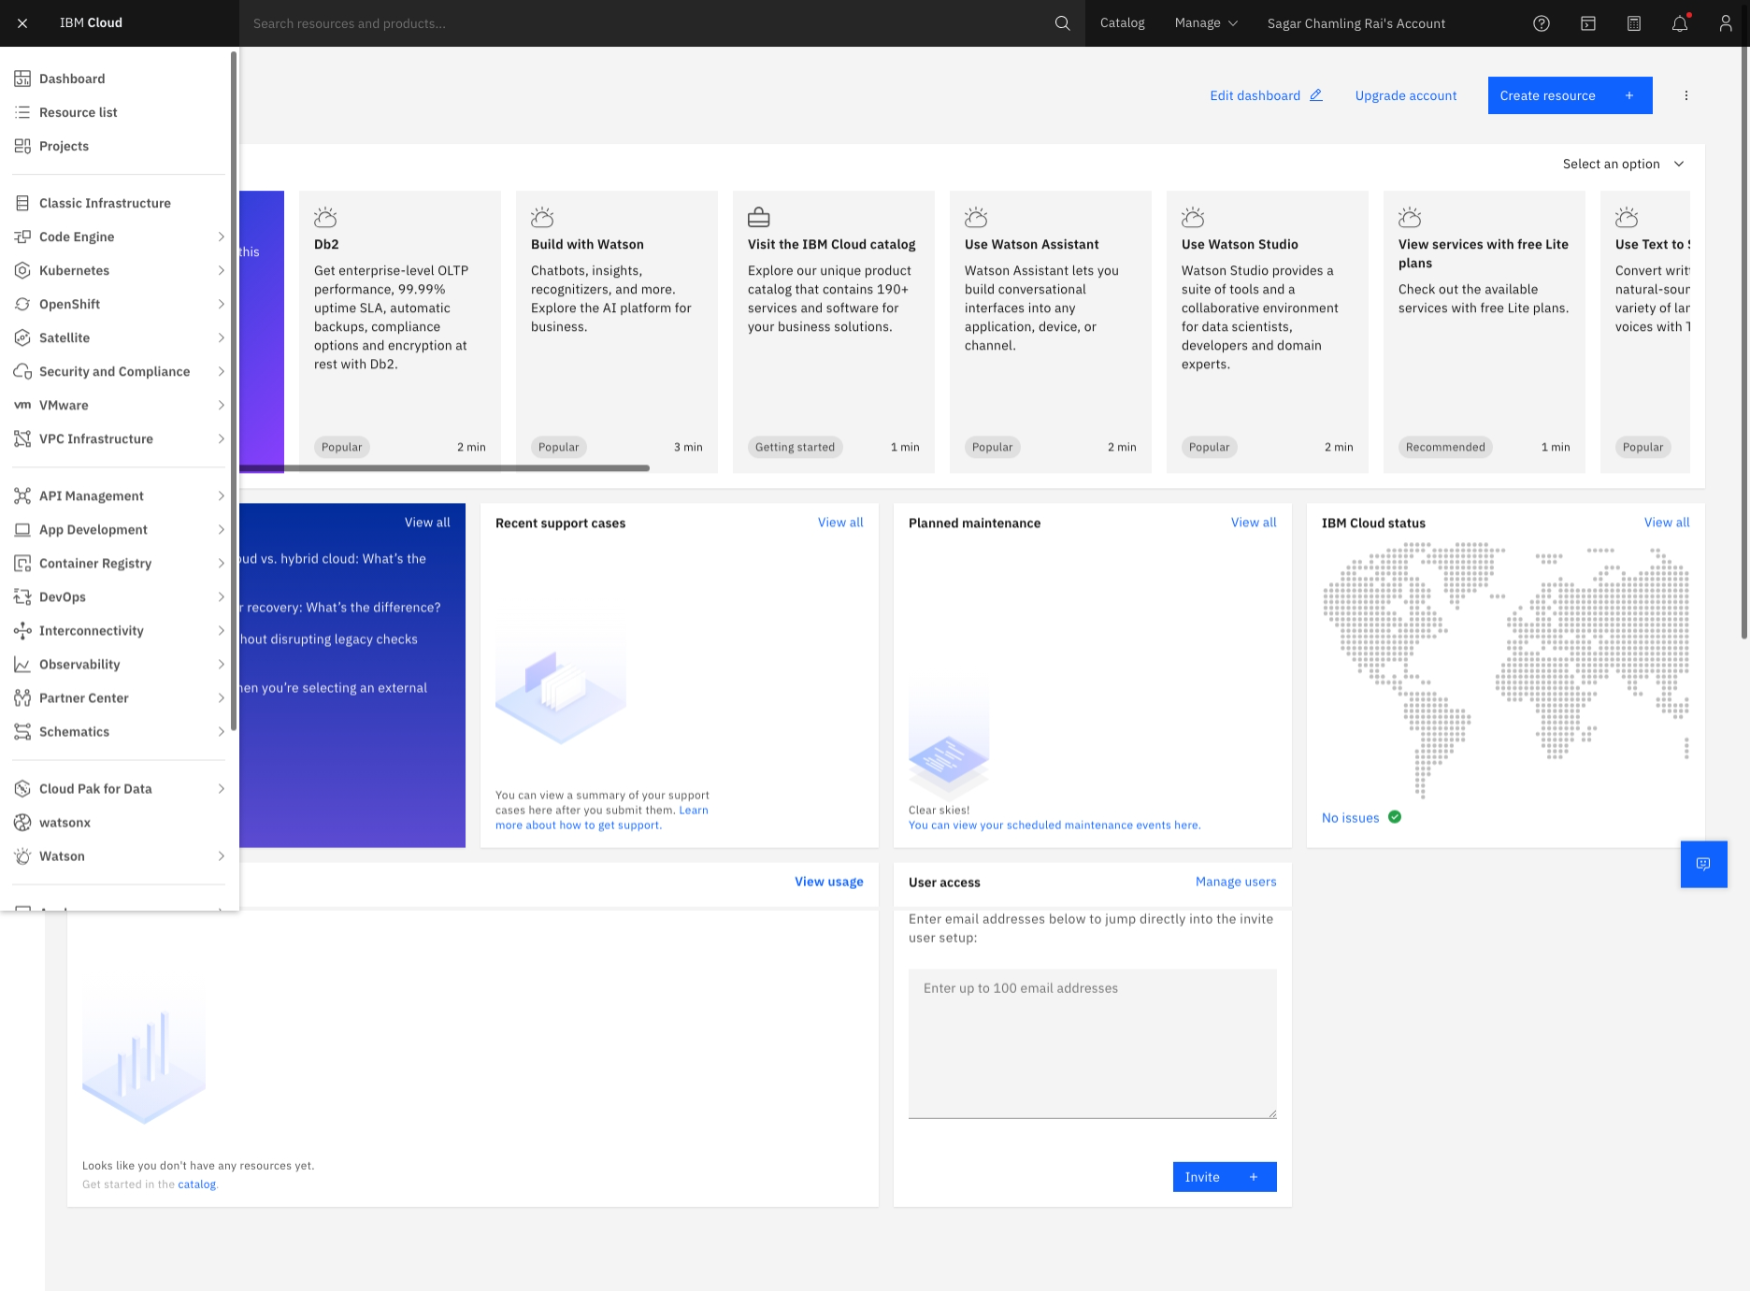 IBM Cloud
Search resources and products...
Catalog
Manage
Sagar Chamling Rai's Account
Dashboard
Resource list
Projects
Classic Infrastructure
Code Engine
Kubernetes
OpenShift
Satellite
Security and Compliance
vm VMware
VPC Infrastructure
API Management
App Development
Container Registry
DevOps
Interconnectivity
Observability
Partner Center
Schematics
Cloud Pak for Data
watsonx
Watson
Edit dashboard
Upgrade account
Create resource +
Select an option
this
Db2
Get enterprise-level OLTP
performance, 99.99%
uptime SLA, automatic
backups, compliance
options and encryption at
rest with Db2.
Popular
2 min
Build with Watson
Chatbots, insights,
recognitizers, and more.
Explore the AI platform for
business.
Popular
3 min
Visit the IBM Cloud catalog
Explore our unique product
catalog that contains 190+
services and software for
your business solutions.
Getting started
1 min
Use Watson Assistant
Watson Assistant lets you
build conversational
interfaces into any
application, device, or
channel.
Popular
2 min
Use Watson Studio
Watson Studio provides a
suite of tools and a
collaborative environment
for data scientists,
developers and domain
experts.
Popular
2 min
View services with free Lite
plans
Check out the available
services with free Lite plans.
Recommended
1 min
Use Text to
Convert
natural-sour
variety of lar
voices with
Popular
View all
vs. hybrid cloud: What's the
recovery: What's the difference?
hout disrupting legacy checks
you're selecting an external
Recent support cases
View all
You can view a summary of your support
cases here after you submit them. Learn
more about how to get support.
Planned maintenance
View all
Clear skies!
You can view your scheduled maintenance events here.
IBM Cloud status
View all
No issues
View usage
Looks like you don't have any resources yet.
Get started in the catalog.
User access
Manage users
Enter email addresses below to jump directly into the invite
user setup:
Enter up to 100 email addresses
Invite +